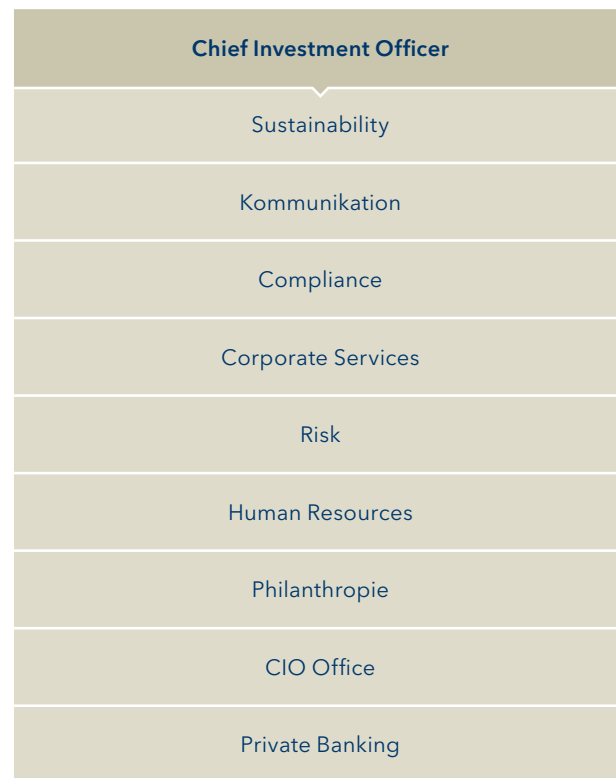 Chief Investment Officer
Sustainability
Kommunikation
Compliance
Corporate Services
Risk
Human Resources
Philanthropie
CIO Office
Private Banking